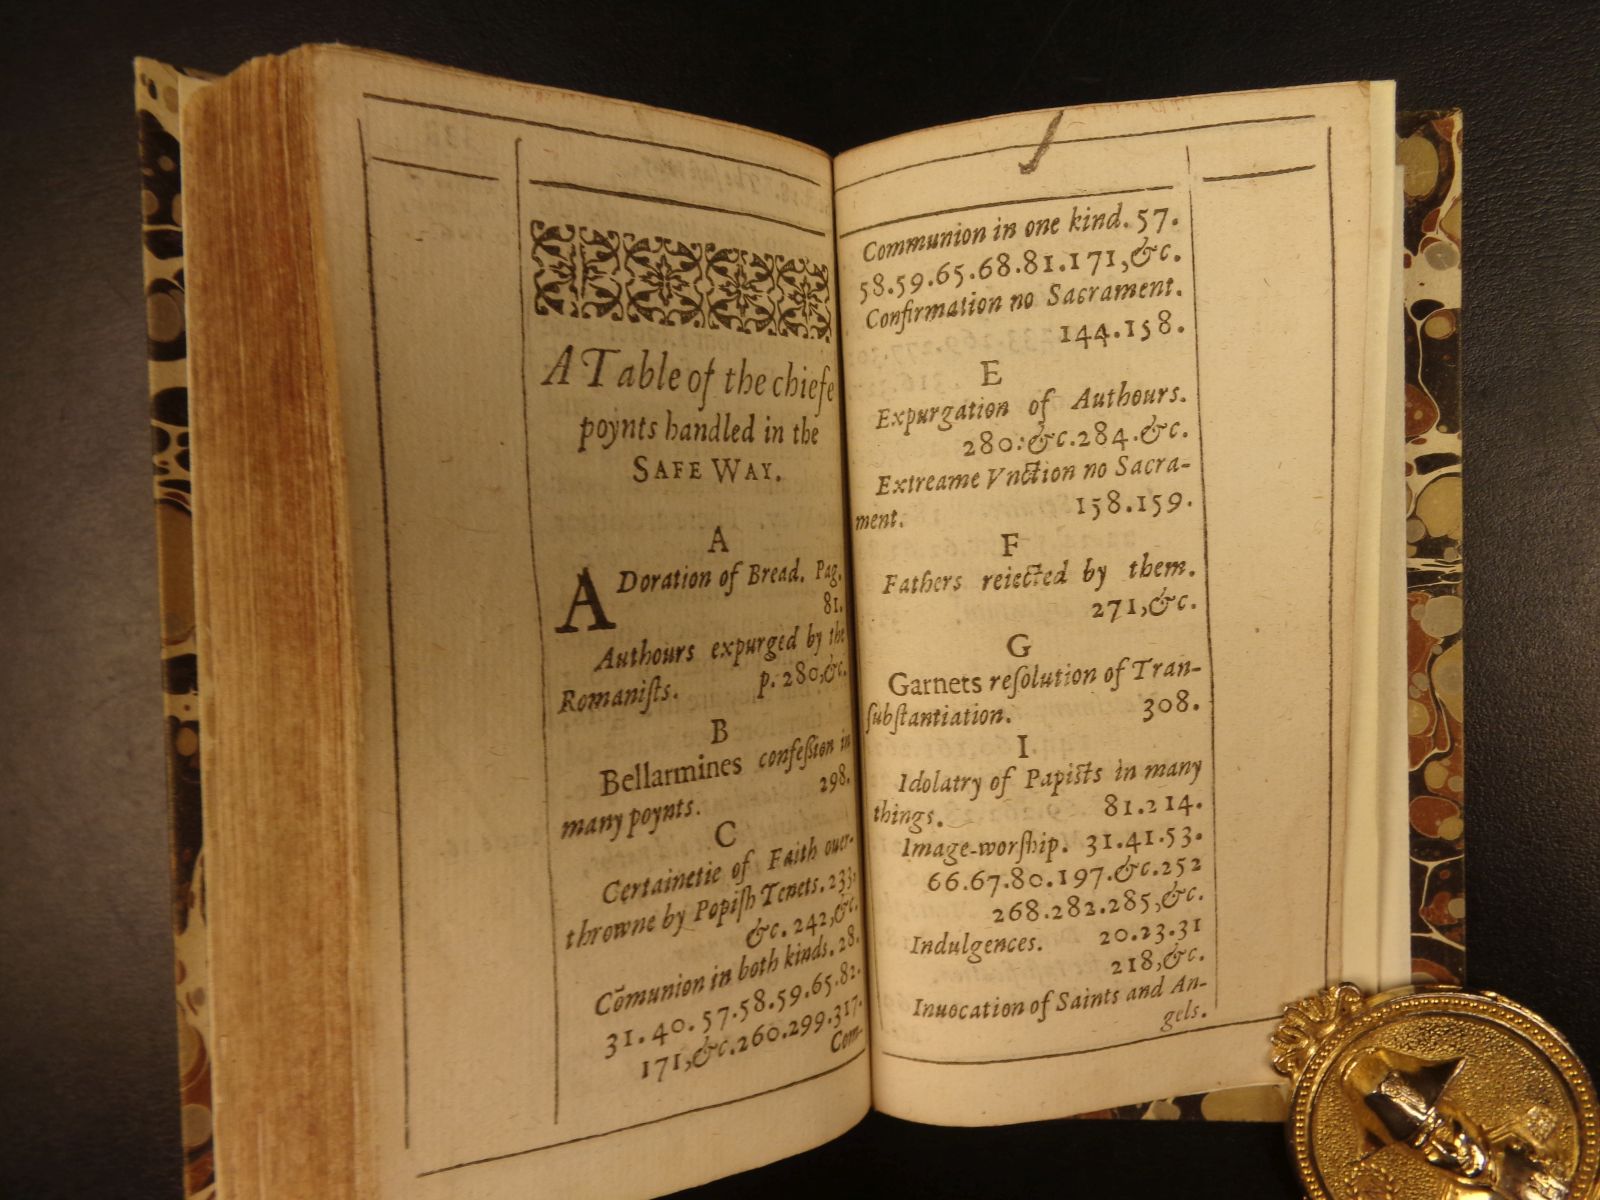 A Table of the chiefe
poynts handled in the
SAFE WAY.
A
ADoration of Bread. Pag.
81.
Authours expurged by the
Romaniſts. p. 280,&c.
B
Bellarmines confeſsion in
many poynts. 298.
C
Certainetie of Faith ouer-
throwne by Popiſh Tenets. 233,
&c. 242,&c.
Cōmunion in both kinds. 28.
31. 40. 57.58.59.65.82.
171,&c.260.299.317.
Com-
Communion in one kind. 57.
58.59.65.68.81.171,&c.
Confirmation no Sacrament.
144.158.
E
Expurgation of Authours.
280.&c.284.&c.
Extreame Vnction no Sacra-
ment. 158.159.
F
Fathers reiected by them.
271,&c.
G
Garnets reſolution of Tran-
ſubſtantiation. 308.
I
Idolatry of Papiſts in many
things. 81.214.
Image-worſhip. 31.41.53.
66.67.80.197.&c.252
268.282.285,&c.
Indulgences. 20.23.31
218,&c.
Inuocation of Saints and An-
gels.